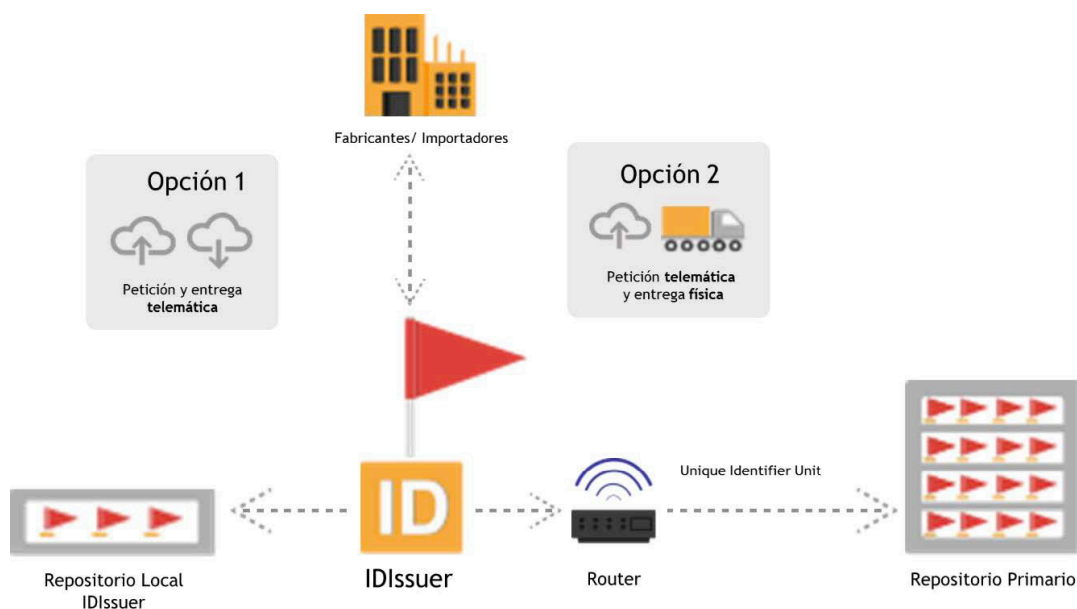 Fabricantes/ Importadores
Opción 1
Petición y entrega
telemática
Opción 2
Petición telemática
y entrega física
Unique Identifier Unit
ID
Repositorio Local
IDIssuer
IDIssuer
Router
Repositorio Primario